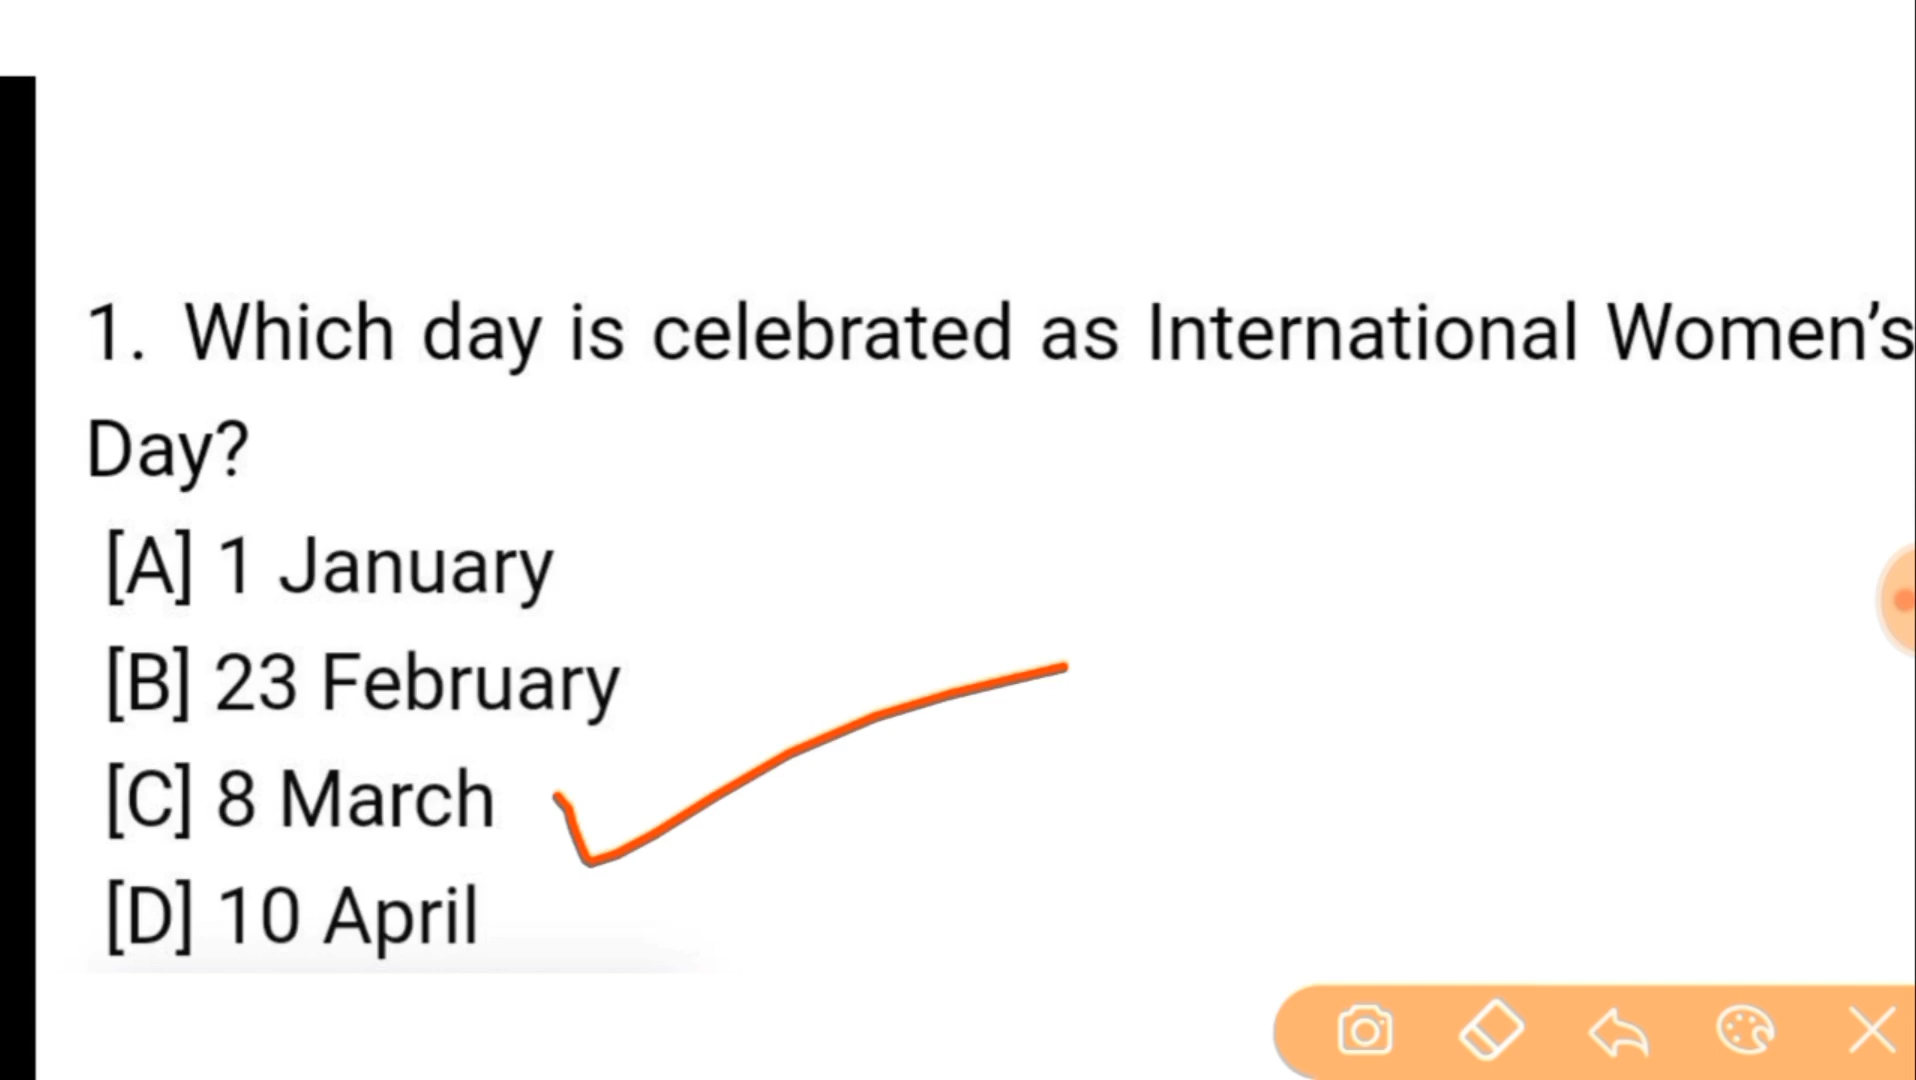 1. Which day is celebrated as International Women’s
Day?
[A] 1 January
[B] 23 February
[C] 8 March
[D] 10 April